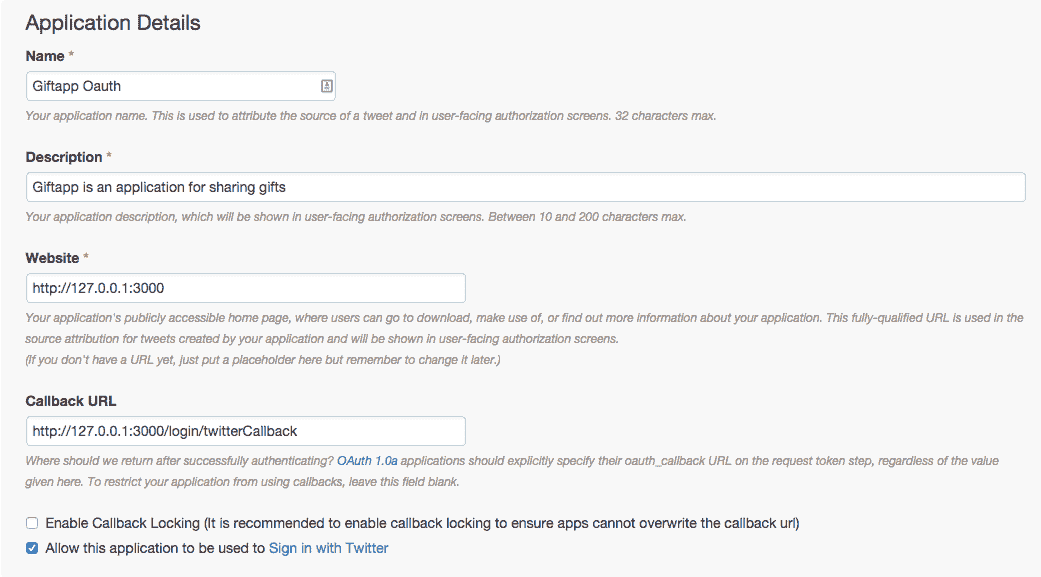 Application Details
Name *
Giftapp Oauth
Your application name. This is used to attribute the source of a tweet and in user-facing authorization screens. 32 characters max.
Description *
Giftapp is an application for sharing gifts
Your application description, which will be shown in user-facing authorization screens. Between 10 and 200 characters max.
Website *
http://127.0.0.1:3000
Your application's publicly accessible home page, where users can go to download, make use of, or find out more information about your application. This fully-qualified URL is used in the
source attribution for tweets created by your application and will be shown in user-facing authorization screens.
(If you don't have a URL yet, just put a placeholder here but remember to change it later.)
Callback URL
http://127.0.0.1:3000/login/twitterCallback
Where should we return after successfully authenticating? OAuth 1.0a applications should explicitly specify their oauth_callback URL on the request token step, regardless of the value
given here. To restrict your application from using callbacks, leave this field blank.
Enable Callback Locking (It is recommended to enable callback locking to ensure apps cannot overwrite the callback url)
Allow this application to be used to Sign in with Twitter